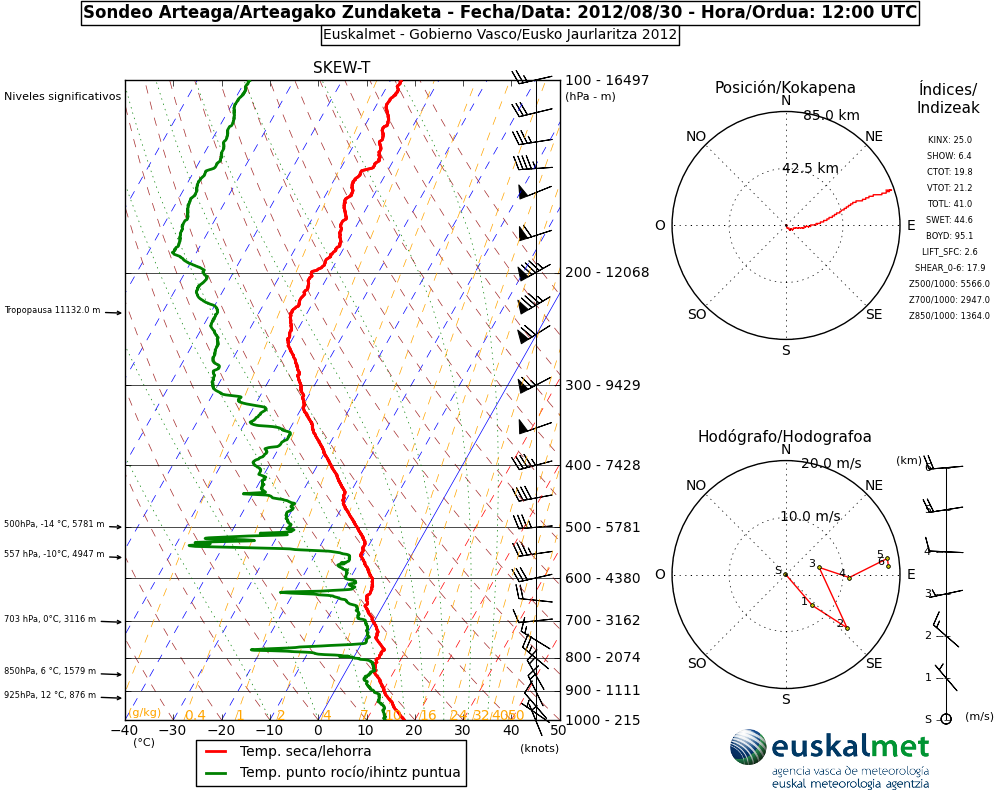 Sondeo Arteaga/Arteagako Zundaketa - Fecha/Data: 2012/08/30 - Hora/Ordua: 12:00 UTC
Euskalmet - Gobierno Vasco/Eusko Jaurlaritza 2012
SKEW-T
Niveles significativos
Tropopausa 11132.0 m
500hPa, -14 °C, 5781 m
557 hPa, -10°C, 4947 m
703 hPa, 0°C, 3116 m
850hPa, 6 °C, 1579 m
925hPa, 12 °C, 876 m
100 - 16497
(hPa - m)
200 - 12068
300 - 9429
400 - 7428
500 - 5781
600 - 4380
700 - 3162
800 - 2074
900 - 1111
1000 - 215
(g/kg) 0.4 1 2 4 10 16 24 32 40 50
−40 −30 −20 −10 0 10 20 30 40 50
(°C)
(knots)
Temp. seca/lehorra
Temp. punto rocío/ihintz puntua
Posición/Kokapena
N
85.0 km
NO
NE
42.5 km
O
E
SO
SE
S
Índices/
Indizeak
KINX: 25.0
SHOW: 6.4
CTOT: 19.8
VTOT: 21.2
TOTL: 41.0
SWET: 44.6
BOYD: 95.1
LIFT_SFC: 2.6
SHEAR_0-6: 17.9
Z500/1000: 5566.0
Z700/1000: 2947.0
Z850/1000: 1364.0
Hodógrafo/Hodografoa
N
20.0 m/s
NO
NE
10.0 m/s
O
E
S 1 2 3 4 5 6
SO
SE
S
(km)
6
5
4
3
2
1
S
(m/s)
euskalmet
agencia vasca de meteorología
euskal meteorologia agentzia